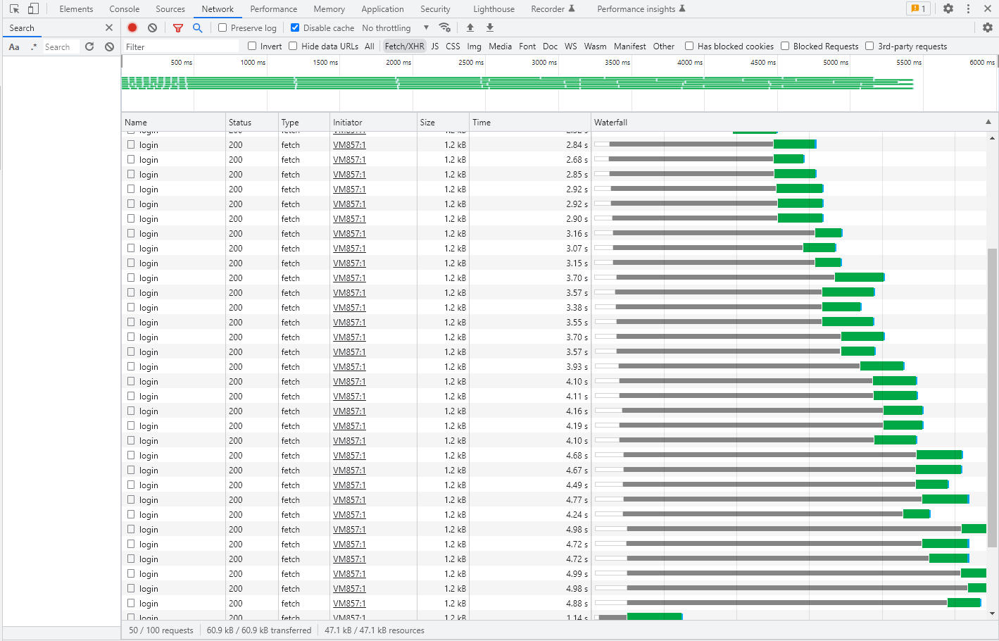 Elements Console Sources Network Performance Memory Application Security Lighthouse Recorder Performance insights 1
Search Preserve log Disable cache No throttling
Aa .* Search Filter Invert Hide data URLs All Fetch/XHR JS CSS Img Media Font Doc WS Wasm Manifest Other Has blocked cookies Blocked Requests 3rd-party requests
500 ms 1000 ms 1500 ms 2000 ms 2500 ms 3000 ms 3500 ms 4000 ms 4500 ms 5000 ms 5500 ms 6000 ms
Name Status Type Initiator Size Time Waterfall
login 200 fetch VM857:1 1.2 kB 2.52 s
login 200 fetch VM857:1 1.2 kB 2.84 s
login 200 fetch VM857:1 1.2 kB 2.68 s
login 200 fetch VM857:1 1.2 kB 2.85 s
login 200 fetch VM857:1 1.2 kB 2.92 s
login 200 fetch VM857:1 1.2 kB 2.92 s
login 200 fetch VM857:1 1.2 kB 2.90 s
login 200 fetch VM857:1 1.2 kB 3.16 s
login 200 fetch VM857:1 1.2 kB 3.07 s
login 200 fetch VM857:1 1.2 kB 3.15 s
login 200 fetch VM857:1 1.2 kB 3.70 s
login 200 fetch VM857:1 1.2 kB 3.57 s
login 200 fetch VM857:1 1.2 kB 3.38 s
login 200 fetch VM857:1 1.2 kB 3.55 s
login 200 fetch VM857:1 1.2 kB 3.70 s
login 200 fetch VM857:1 1.2 kB 3.57 s
login 200 fetch VM857:1 1.2 kB 3.93 s
login 200 fetch VM857:1 1.2 kB 4.10 s
login 200 fetch VM857:1 1.2 kB 4.11 s
login 200 fetch VM857:1 1.2 kB 4.16 s
login 200 fetch VM857:1 1.2 kB 4.19 s
login 200 fetch VM857:1 1.2 kB 4.10 s
login 200 fetch VM857:1 1.2 kB 4.68 s
login 200 fetch VM857:1 1.2 kB 4.67 s
login 200 fetch VM857:1 1.2 kB 4.49 s
login 200 fetch VM857:1 1.2 kB 4.77 s
login 200 fetch VM857:1 1.2 kB 4.24 s
login 200 fetch VM857:1 1.2 kB 4.98 s
login 200 fetch VM857:1 1.2 kB 4.72 s
login 200 fetch VM857:1 1.2 kB 4.72 s
login 200 fetch VM857:1 1.2 kB 4.99 s
login 200 fetch VM857:1 1.2 kB 4.98 s
login 200 fetch VM857:1 1.2 kB 4.88 s
login 200 fetch VM857:1 1.2 kB 1.14 s
50 / 100 requests 60.9 kB / 60.9 kB transferred 47.1 kB / 47.1 kB resources